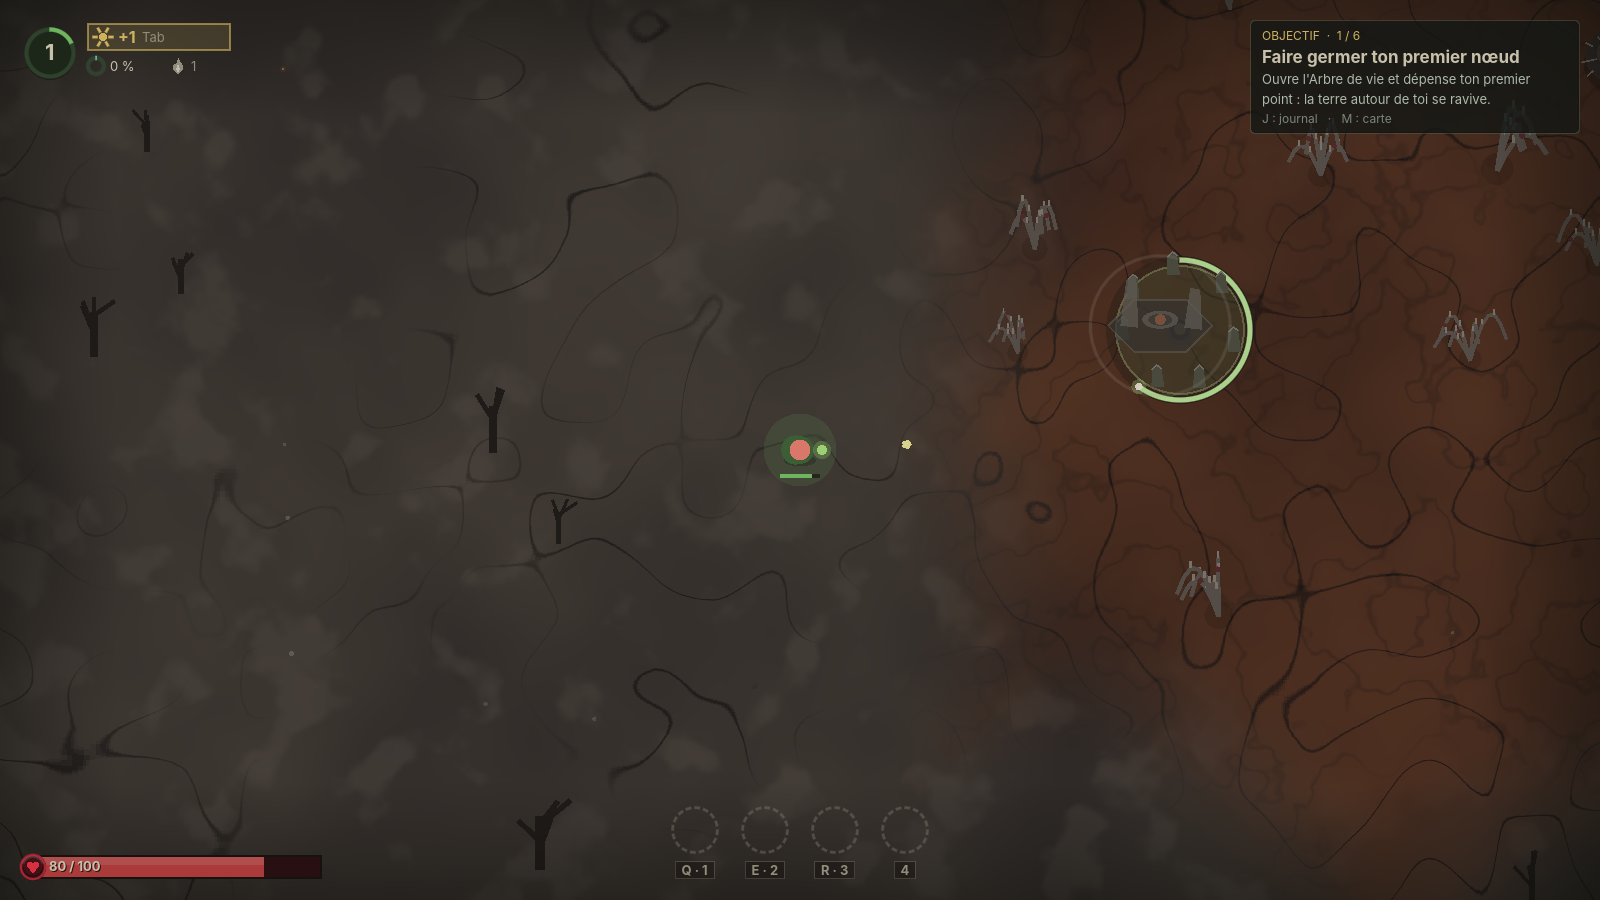 1
+1 Tab
0 %
1
OBJECTIF · 1 / 6
Faire germer ton premier nœud
Ouvre l'Arbre de vie et dépense ton premier
point : la terre autour de toi se ravive.
J : journal · M : carte
80 / 100
Q · 1
E · 2
R · 3
4